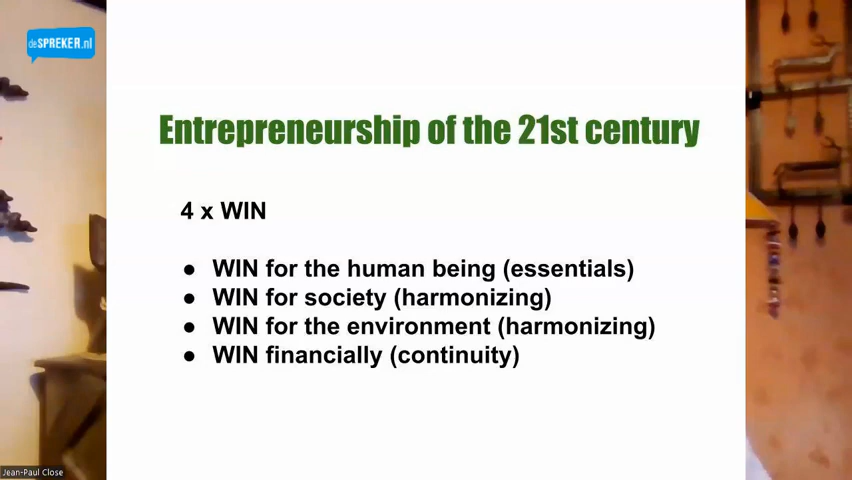 deSPREKER.nl
Entrepreneurship of the 21st century
4 x WIN
● WIN for the human being (essentials)
● WIN for society (harmonizing)
● WIN for the environment (harmonizing)
● WIN financially (continuity)
Jean-Paul Close